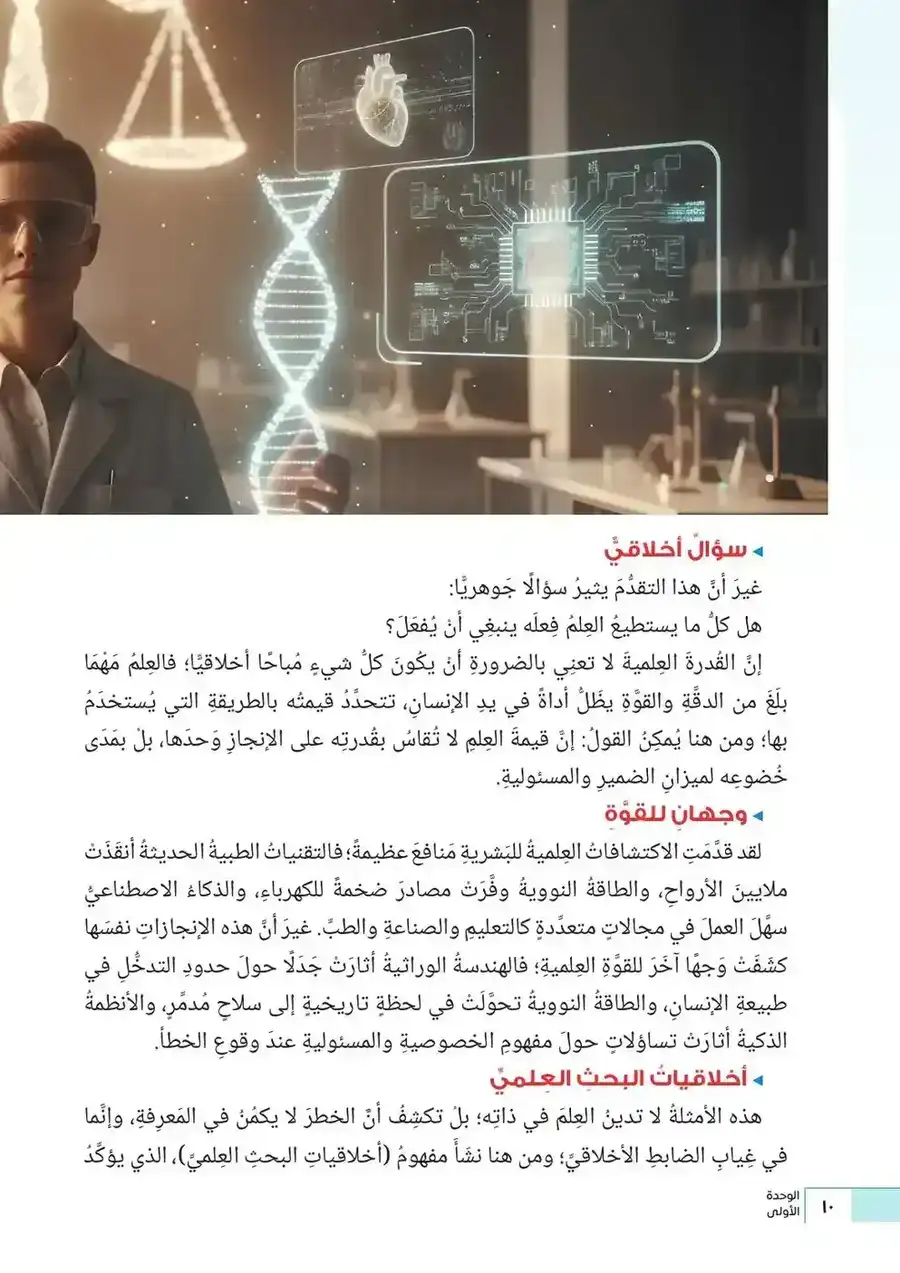 سؤالٌ أخلاقيٌّ
غيرَ أنَّ هذا التقدُّمَ يثيرُ سؤالًا جَوهريًّا:
هل كلُّ ما يستطيعُ العِلمُ فِعلَه ينبغِي أنْ يُفعَلَ؟
إنَّ القُدرةَ العِلميةَ لا تعنِي بالضرورةِ أنْ يكُونَ كلُّ شيءٍ مُباحًا أخلاقيًّا؛ فالعِلمُ مَهْمَا
بلَغَ من الدقَّةِ والقوَّةِ يظَلُّ أداةً في يدِ الإنسانِ، تتحدَّدُ قيمتُه بالطريقةِ التي يُستخدَمُ
بها؛ ومن هنا يُمكِنُ القولُ: إنَّ قيمةَ العِلمِ لا تُقاسُ بقُدرتِه على الإنجازِ وَحدَها، بلْ بمَدَى
خُضوعِه لميزانِ الضميرِ والمسئوليةِ.
وجهانِ للقوَّةِ
لقد قدَّمَتِ الاكتشافاتُ العِلميةُ للبَشريةِ مَنافعَ عظيمةً؛ فالتقنياتُ الطبيةُ الحديثةُ أنقَذَتْ
ملايينَ الأرواحِ، والطاقةُ النوويةُ وفَّرَتْ مصادرَ ضخمةً للكهرباءِ، والذكاءُ الاصطناعيُّ
سهَّلَ العملَ في مجالاتٍ متعدِّدةٍ كالتعليمِ والصناعةِ والطبِّ. غيرَ أنَّ هذه الإنجازاتِ نفسَها
كشَفَتْ وَجهًا آخَرَ للقوَّةِ العِلميةِ؛ فالهندسةُ الوراثيةُ أثارَتْ جَدَلًا حولَ حدودِ التدخُّلِ في
طبيعةِ الإنسانِ، والطاقةُ النوويةُ تحوَّلَتْ في لحظةٍ تاريخيةٍ إلى سلاحٍ مُدمِّرٍ، والأنظمةُ
الذكيةُ أثارَتْ تساؤلاتٍ حولَ مفهومِ الخصوصيةِ والمسئوليةِ عندَ وقوعِ الخطأ.
أخلاقياتُ البحثِ العِلميِّ
هذه الأمثلةُ لا تدينُ العِلمَ في ذاتِه؛ بلْ تكشِفُ أنَّ الخطرَ لا يكمُنُ في المَعرِفةِ، وإنَّما
في غِيابِ الضابطِ الأخلاقيِّ؛ ومن هنا نشَأَ مفهومُ (أخلاقياتِ البحثِ العِلميِّ)، الذي يؤكِّدُ
الوحدة
الأولى
١٠